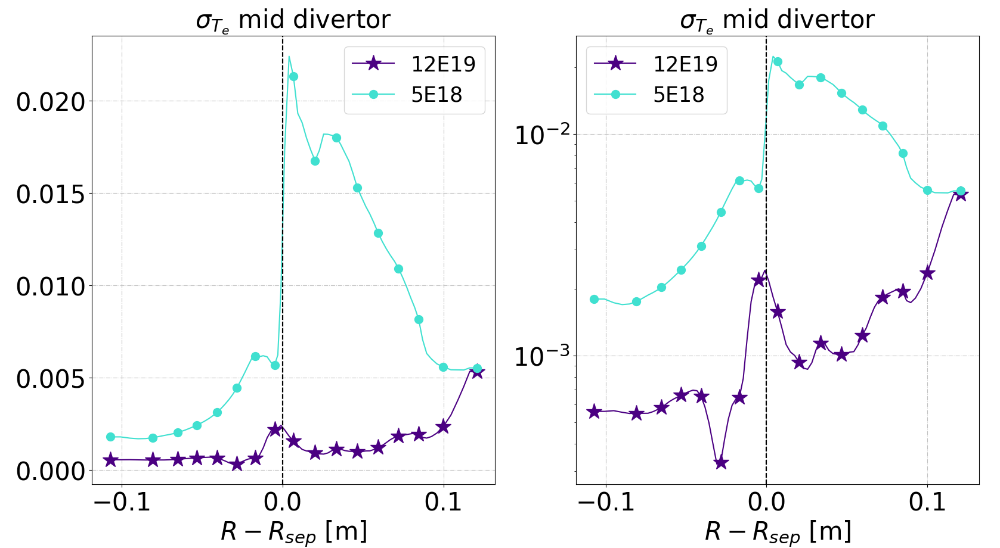 σ_{T_e} mid divertor
12E19
5E18
0.020
0.015
0.010
0.005
0.000
−0.1 0.0 0.1
R − R_{sep} [m]
σ_{T_e} mid divertor
12E19
5E18
10^{−2}
10^{−3}
−0.1 0.0 0.1
R − R_{sep} [m]